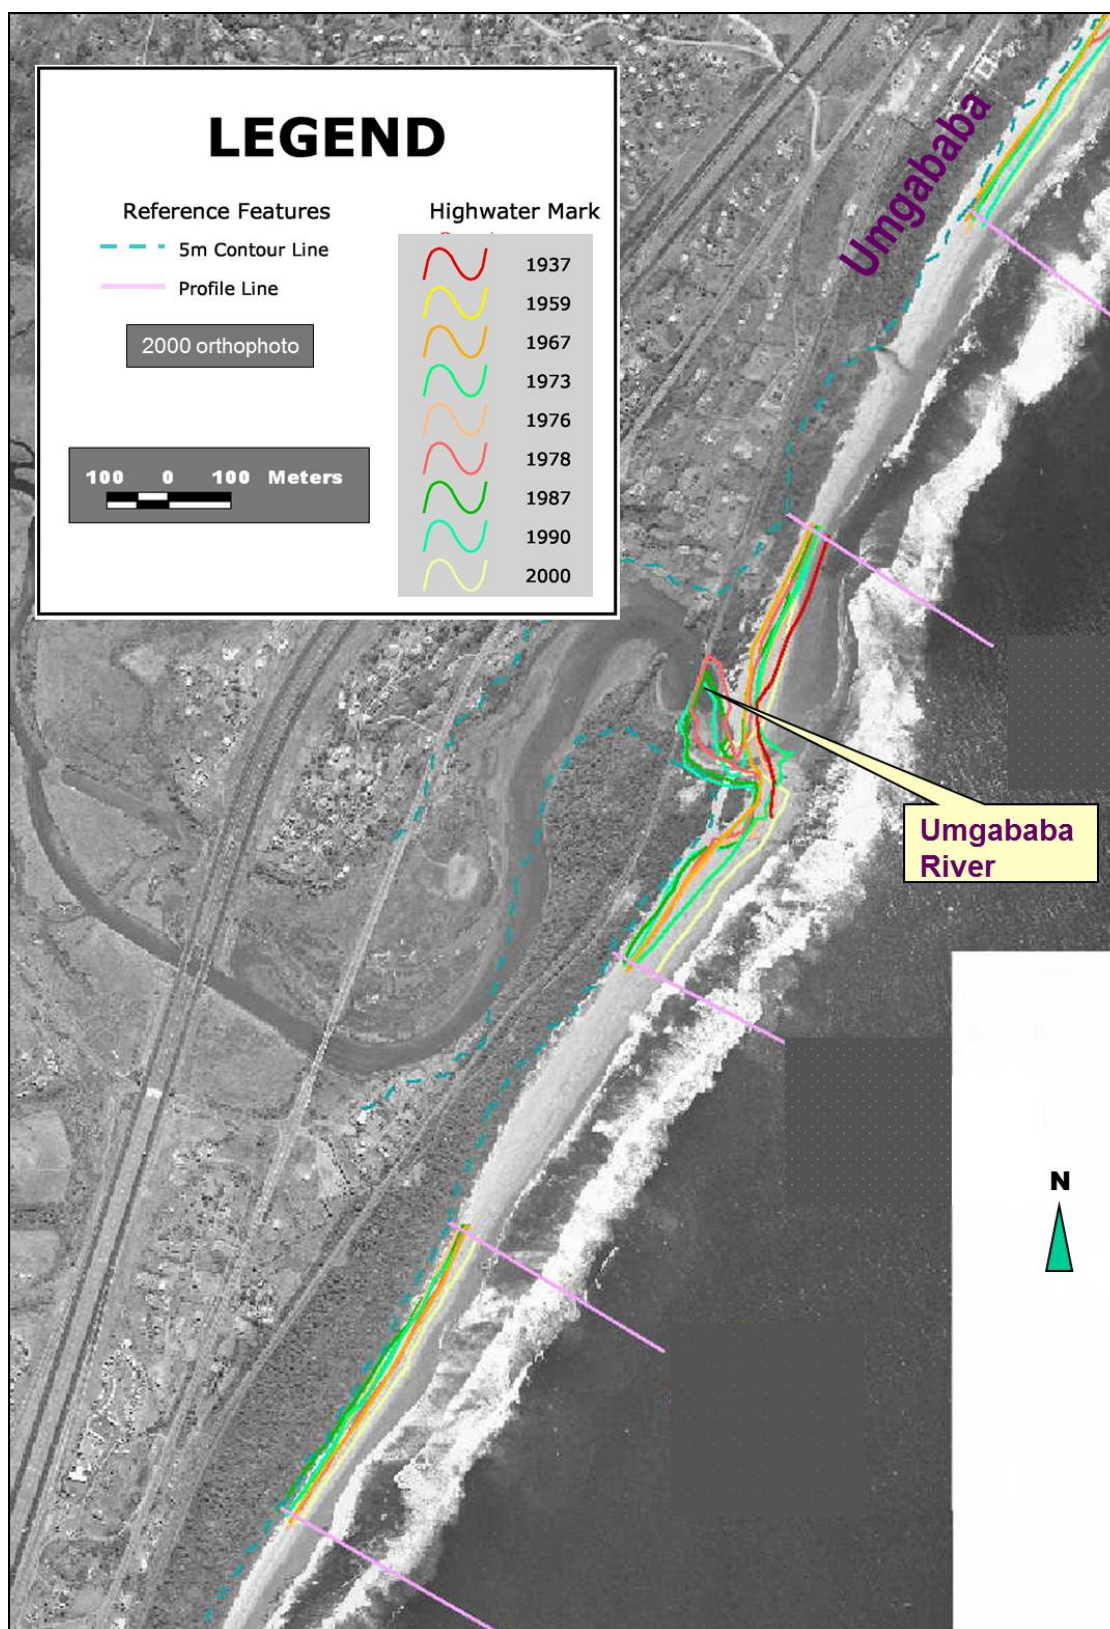 LEGEND
Reference Features
5m Contour Line
Profile Line
2000 orthophoto
100 0 100 Meters
Highwater Mark
1937
1959
1967
1973
1976
1978
1987
1990
2000
Umgababa
Umgababa
River
N